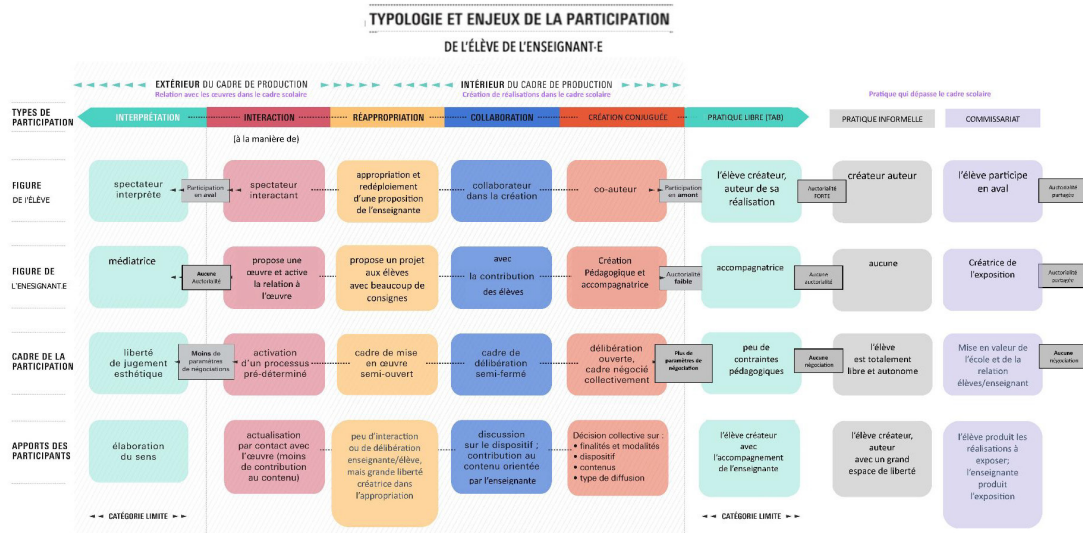 TYPOLOGIE ET ENJEUX DE LA PARTICIPATION
DE L'ÉLÈVE DE L'ENSEIGNANT·E
EXTÉRIEUR DU CADRE DE PRODUCTION
Relation avec les œuvres dans le cadre scolaire
INTÉRIEUR DU CADRE DE PRODUCTION
Création de réalisations dans le cadre scolaire
Pratique qui dépasse le cadre scolaire
TYPES DE
PARTICIPATION
INTERPRÉTATION
INTERACTION
RÉAPPROPRIATION
COLLABORATION
CRÉATION CONJUGUÉE
PRATIQUE LIBRE (TAB)
PRATIQUE INFORMELLE
COMMISSARIAT
(à la manière de)
FIGURE
DE l'ÉLÈVE
spectateur
interprète
Participation
en aval
spectateur
interactant
appropriation et
redéploiement
d'une proposition
de l'enseignante
collaborateur
dans la création
co-auteur
Participation
en amont
l'élève créateur,
auteur de sa
réalisation
Auctorialité
FORTE
créateur auteur
l'élève participe
en aval
Auctorialité
partagée
FIGURE DE
L'ENESIGNANT.E
médiatrice
Aucune
Auctorialité
propose une
œuvre et active
la relation à
l'œuvre
propose un projet
aux élèves
avec beaucoup de
consignes
avec
la contribution
des élèves
Création
Pédagogique et
accompagnatrice
Auctorialité
faible
accompagnatrice
Aucune
auctorialité
aucune
Créatrice de
l'exposition
Auctorialité
partagée
CADRE DE LA
PARTICIPATION
liberté
de jugement
esthétique
Moins de
paramètres
de négociations
activation
d'un processus
pré-déterminé
cadre de mise
en œuvre
semi-ouvert
cadre de
délibération
semi-fermé
délibération
ouverte,
cadre négocié
collectivement
Plus de
paramètres de
négociation
peu de
contraintes
pédagogiques
Aucune
négociation
l'élève
est totalement
libre et autonome
Mise en valeur de
l'école et de la
relation
élèves/enseignant
Aucune
négociation
APPORTS DES
PARTICIPANTS
élaboration
du sens
actualisation
par contact avec
l'œuvre (moins
de contribution
au contenu)
peu d'interaction
ou de délibération
enseignante/élève,
mais grande liberté
créatrice dans
l'appropriation
discussion
sur le dispositif ;
contribution au
contenu orientée
par l'enseignante
Décision collective sur :
• finalités et modalités
• dispositif
• contenus
• type de diffusion
l'élève créateur
avec
l'accompagnement
de l'enseignante
l'élève créateur,
auteur
avec un grand
espace de liberté
l'élève produit les
réalisations à
exposer;
l'enseignante
produit
l'exposition
CATÉGORIE LIMITE
CATÉGORIE LIMITE